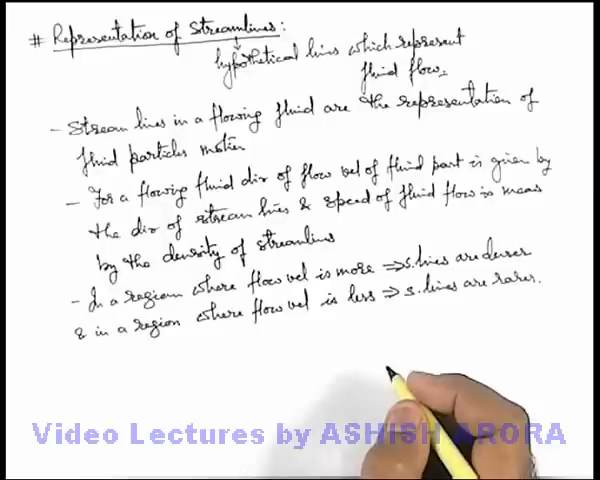 # Representation of Streamlines:
hypothetical lines which represent
fluid flow.
- Stream lines in a flowing fluid are the representation of
fluid particles motion
- For a flowing fluid dir of flow vel of fluid part is given by
the dir of stream lines & speed of fluid flow is meas
by the density of streamlines
- In a region where flow vel is more ⇒ s. lines are denser
& in a region where flow vel is less ⇒ s. lines are rarer.
Video Lectures by ASHISH ARORA